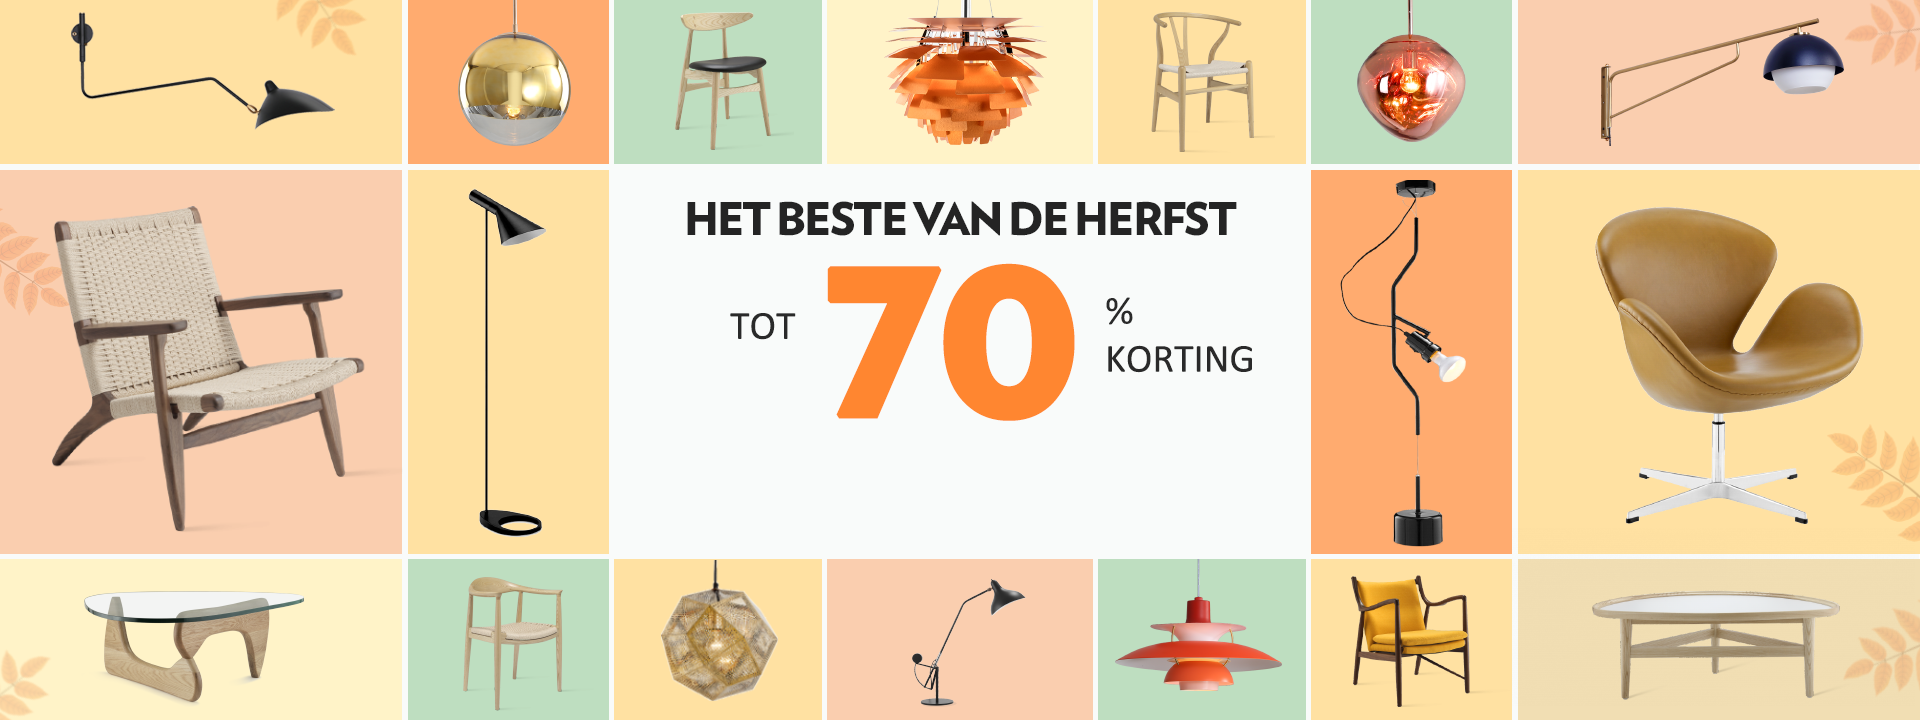 HET BESTE VAN DE HERFST
TOT 70 %
KORTING